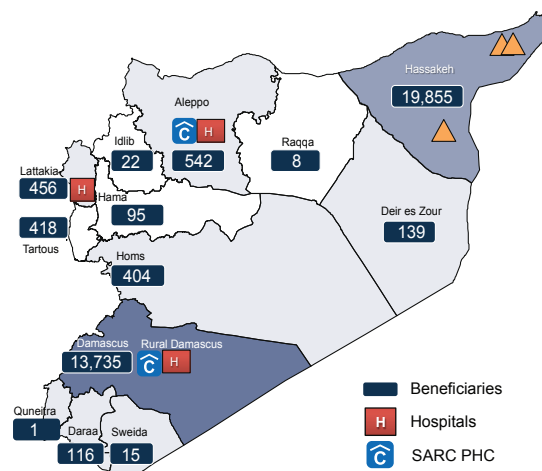 Hassakeh
19,855
Aleppo
C H
542
Idlib
22
Raqqa
8
Lattakia
456
H
Hama
95
418
Tartous
Deir es Zour
139
Homs
404
Damascus Rural Damascus
13,735 C H
Quneitra
1
Daraa
116
Sweida
15
Beneficiaries
H Hospitals
C SARC PHC